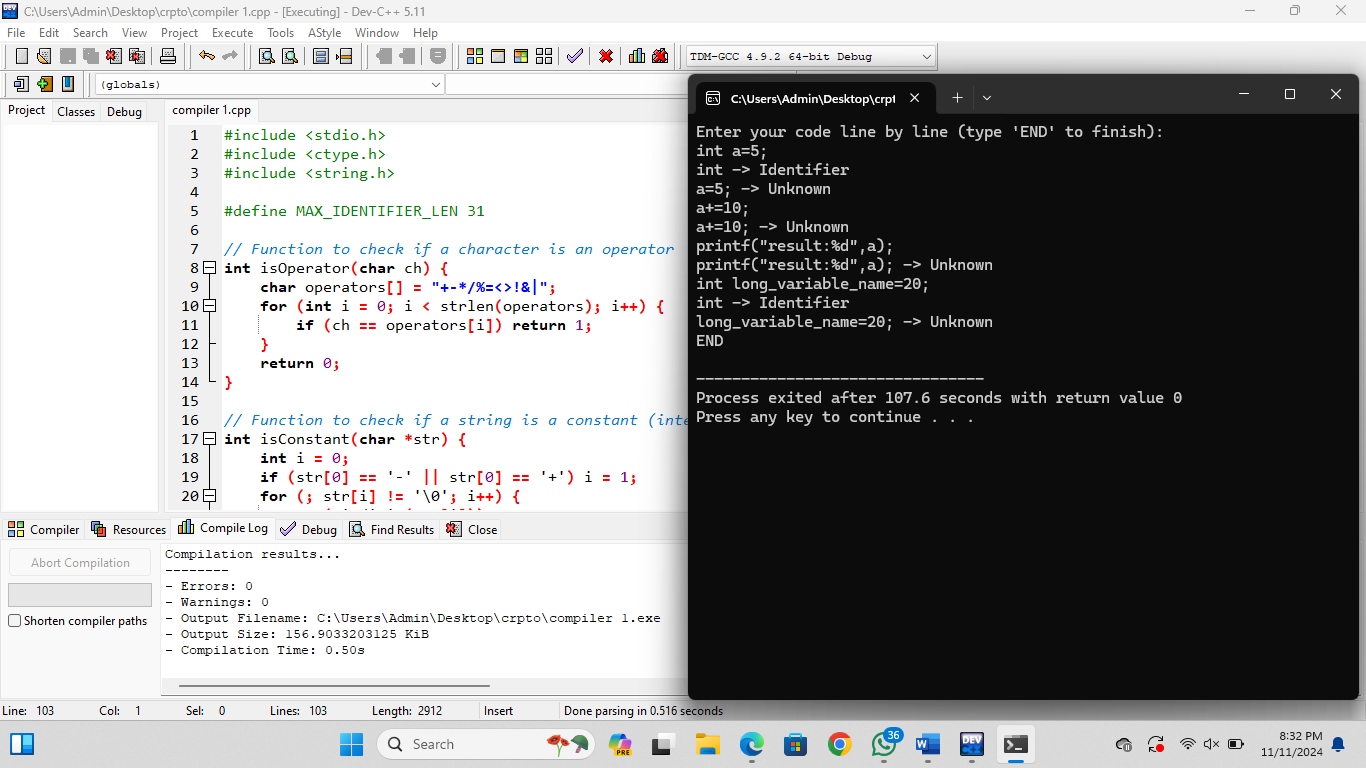 C:\Users\Admin\Desktop\crpto\compiler 1.cpp - [Executing] - Dev-C++ 5.11
File Edit Search View Project Execute Tools AStyle Window Help
TDM-GCC 4.9.2 64-bit Debug
(globals)
Project Classes Debug
compiler 1.cpp
1 #include <stdio.h>
2 #include <ctype.h>
3 #include <string.h>
4
5 #define MAX_IDENTIFIER_LEN 31
6
7 // Function to check if a character is an operator
8 int isOperator(char ch) {
9 char operators[] = "+-*/%=<>!&|";
10 for (int i = 0; i < strlen(operators); i++) {
11 if (ch == operators[i]) return 1;
12 }
13 return 0;
14 }
15
16 // Function to check if a string is a constant (inte
17 int isConstant(char *str) {
18 int i = 0;
19 if (str[0] == '-' || str[0] == '+') i = 1;
20 for (; str[i] != '\0'; i++) {
C:\Users\Admin\Desktop\crpt
Enter your code line by line (type 'END' to finish):
int a=5;
int -> Identifier
a=5; -> Unknown
a+=10;
a+=10; -> Unknown
printf("result:%d",a);
printf("result:%d",a); -> Unknown
int long_variable_name=20;
int -> Identifier
long_variable_name=20; -> Unknown
END
--------------------------------
Process exited after 107.6 seconds with return value 0
Press any key to continue . . .
Compiler Resources Compile Log Debug Find Results Close
Abort Compilation
Shorten compiler paths
Compilation results...
--------
- Errors: 0
- Warnings: 0
- Output Filename: C:\Users\Admin\Desktop\crpto\compiler 1.exe
- Output Size: 156.9033203125 KiB
- Compilation Time: 0.50s
Line: 103 Col: 1 Sel: 0 Lines: 103 Length: 2912 Insert Done parsing in 0.516 seconds
Search
PRE
36
DEV
8:32 PM
11/11/2024